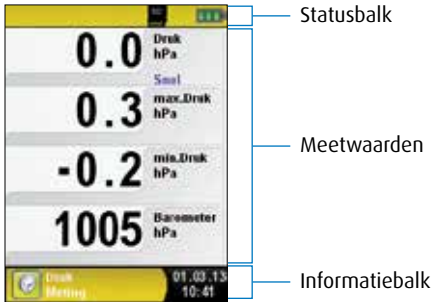 Statusbalk
0.0 Druk
hPa
Snel
0.3 max.Druk
hPa
Meetwaarden
-0.2 min.Druk
hPa
1005 Barometer
hPa
Druk
Meting
01.03.13
10:41
Informatiebalk